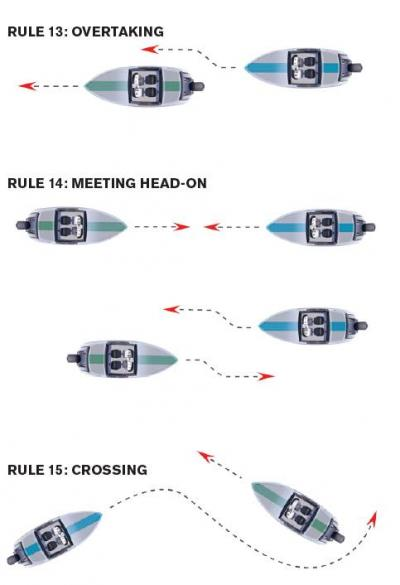 RULE 13: OVERTAKING
RULE 14: MEETING HEAD-ON
RULE 15: CROSSING